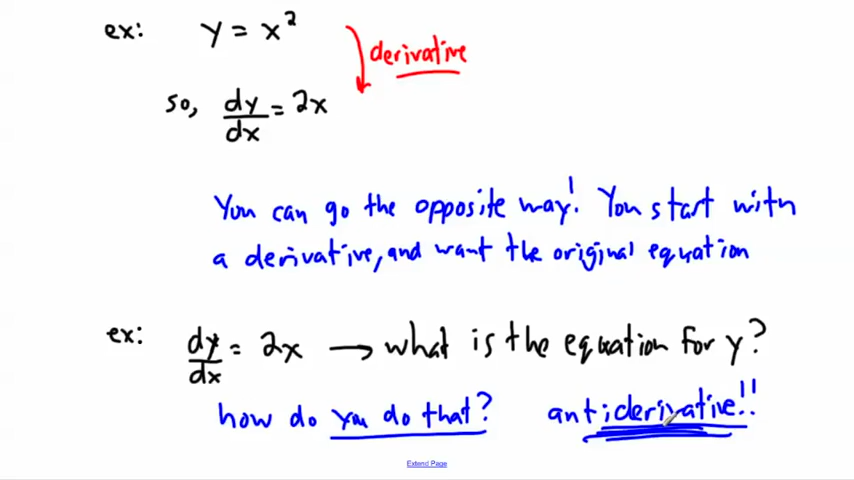 ex: y = x²
derivative
so, dy/dx = 2x
You can go the opposite way! You start with
a derivative, and want the original equation
ex: dy/dx = 2x → what is the equation for y?
how do you do that? antiderivative!!
Extend Page